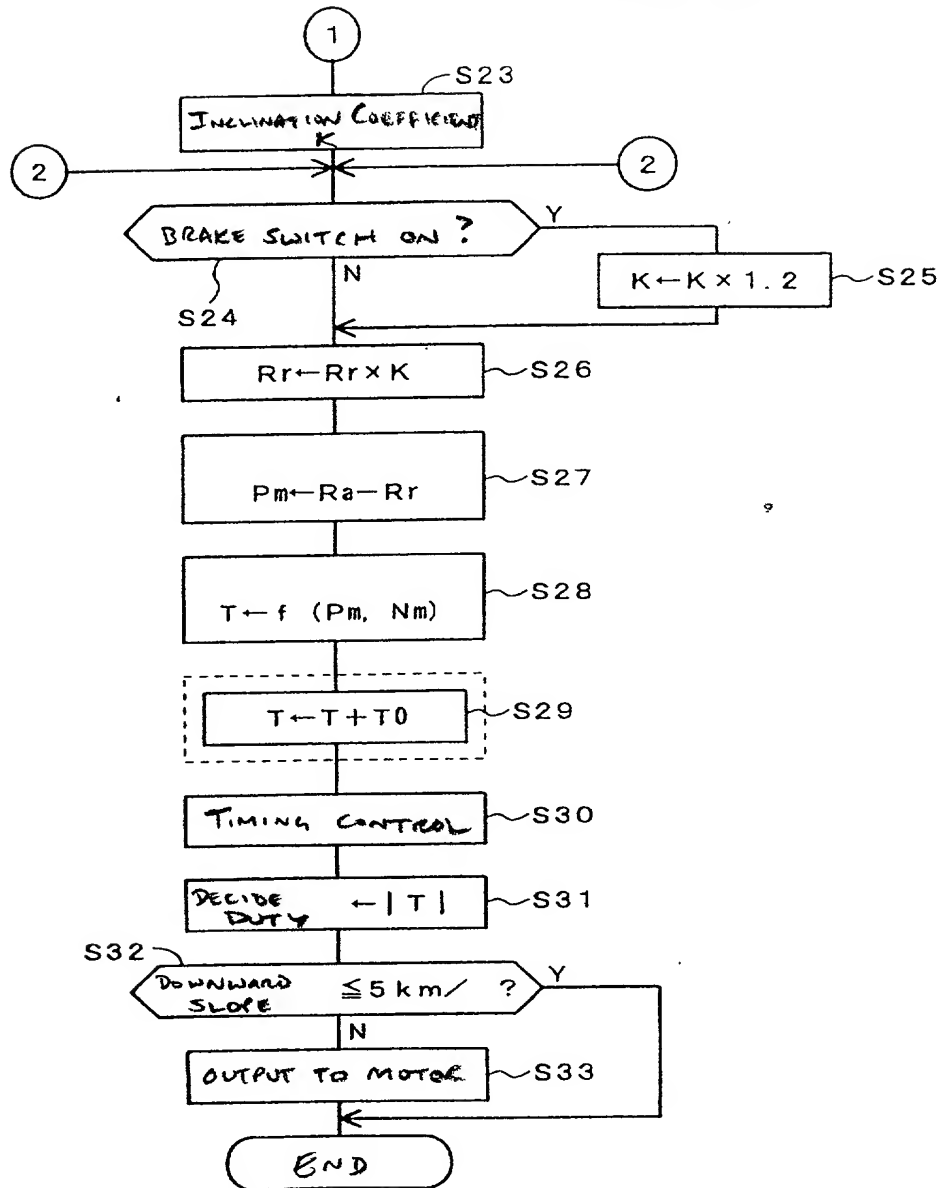 1
S23
INCLINATION COEFFICIENT
K
2
2
BRAKE SWITCH ON ?
Y
N
S24
K←K×1.2
S25
Rr←Rr×K
S26
Pm←Ra−Rr
S27
T←f (Pm, Nm)
S28
T←T+T0
S29
TIMING CONTROL
S30
DECIDE
DUTY ←|T|
S31
S32
DOWNWARD
SLOPE ≦5km/ ?
Y
N
OUTPUT TO MOTOR
S33
END